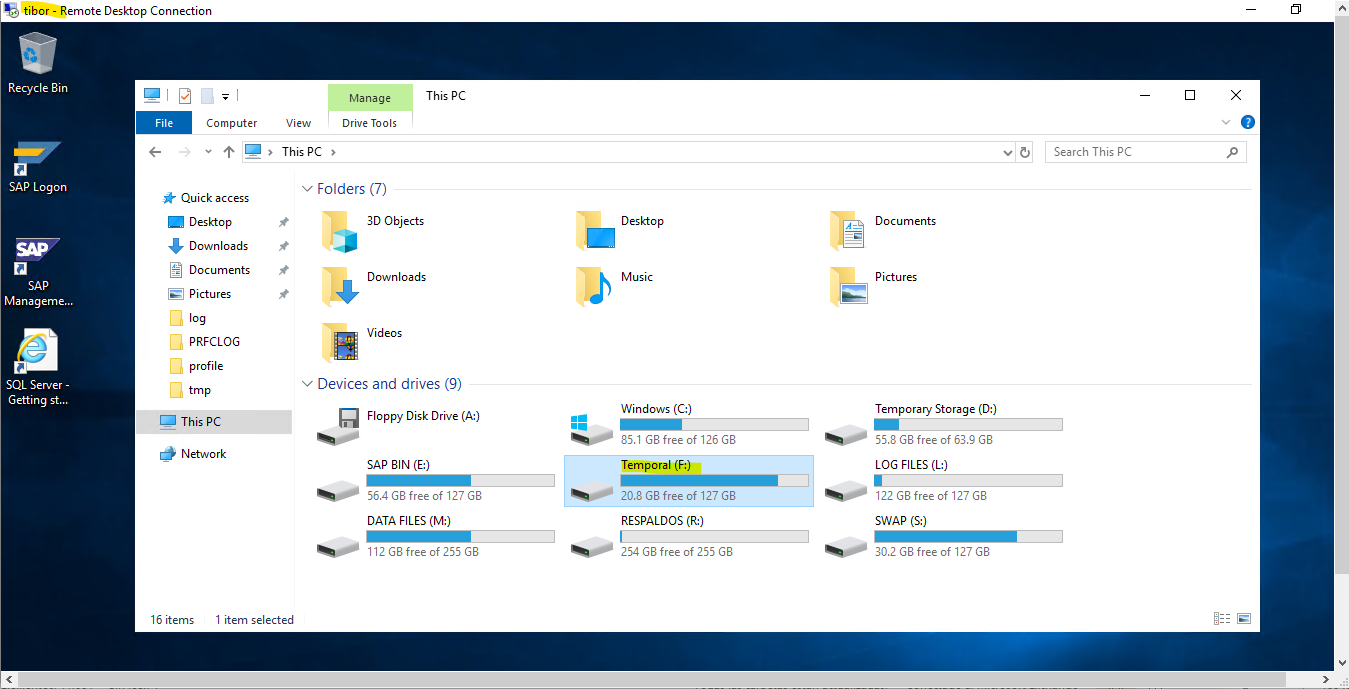 tibor - Remote Desktop Connection
Recycle Bin
SAP Logon
SAP
SAP
Manageme...
SQL Server -
Getting st...
Manage
This PC
File
Computer
View
Drive Tools
This PC
Search This PC
Quick access
Desktop
Downloads
Documents
Pictures
log
PRFCLOG
profile
tmp
This PC
Network
Folders (7)
3D Objects
Desktop
Documents
Downloads
Music
Pictures
Videos
Devices and drives (9)
Floppy Disk Drive (A:)
Windows (C:)
85.1 GB free of 126 GB
Temporary Storage (D:)
55.8 GB free of 63.9 GB
SAP BIN (E:)
56.4 GB free of 127 GB
Temporal (F:)
20.8 GB free of 127 GB
LOG FILES (L:)
122 GB free of 127 GB
DATA FILES (M:)
112 GB free of 255 GB
RESPALDOS (R:)
254 GB free of 255 GB
SWAP (S:)
30.2 GB free of 127 GB
16 items
1 item selected